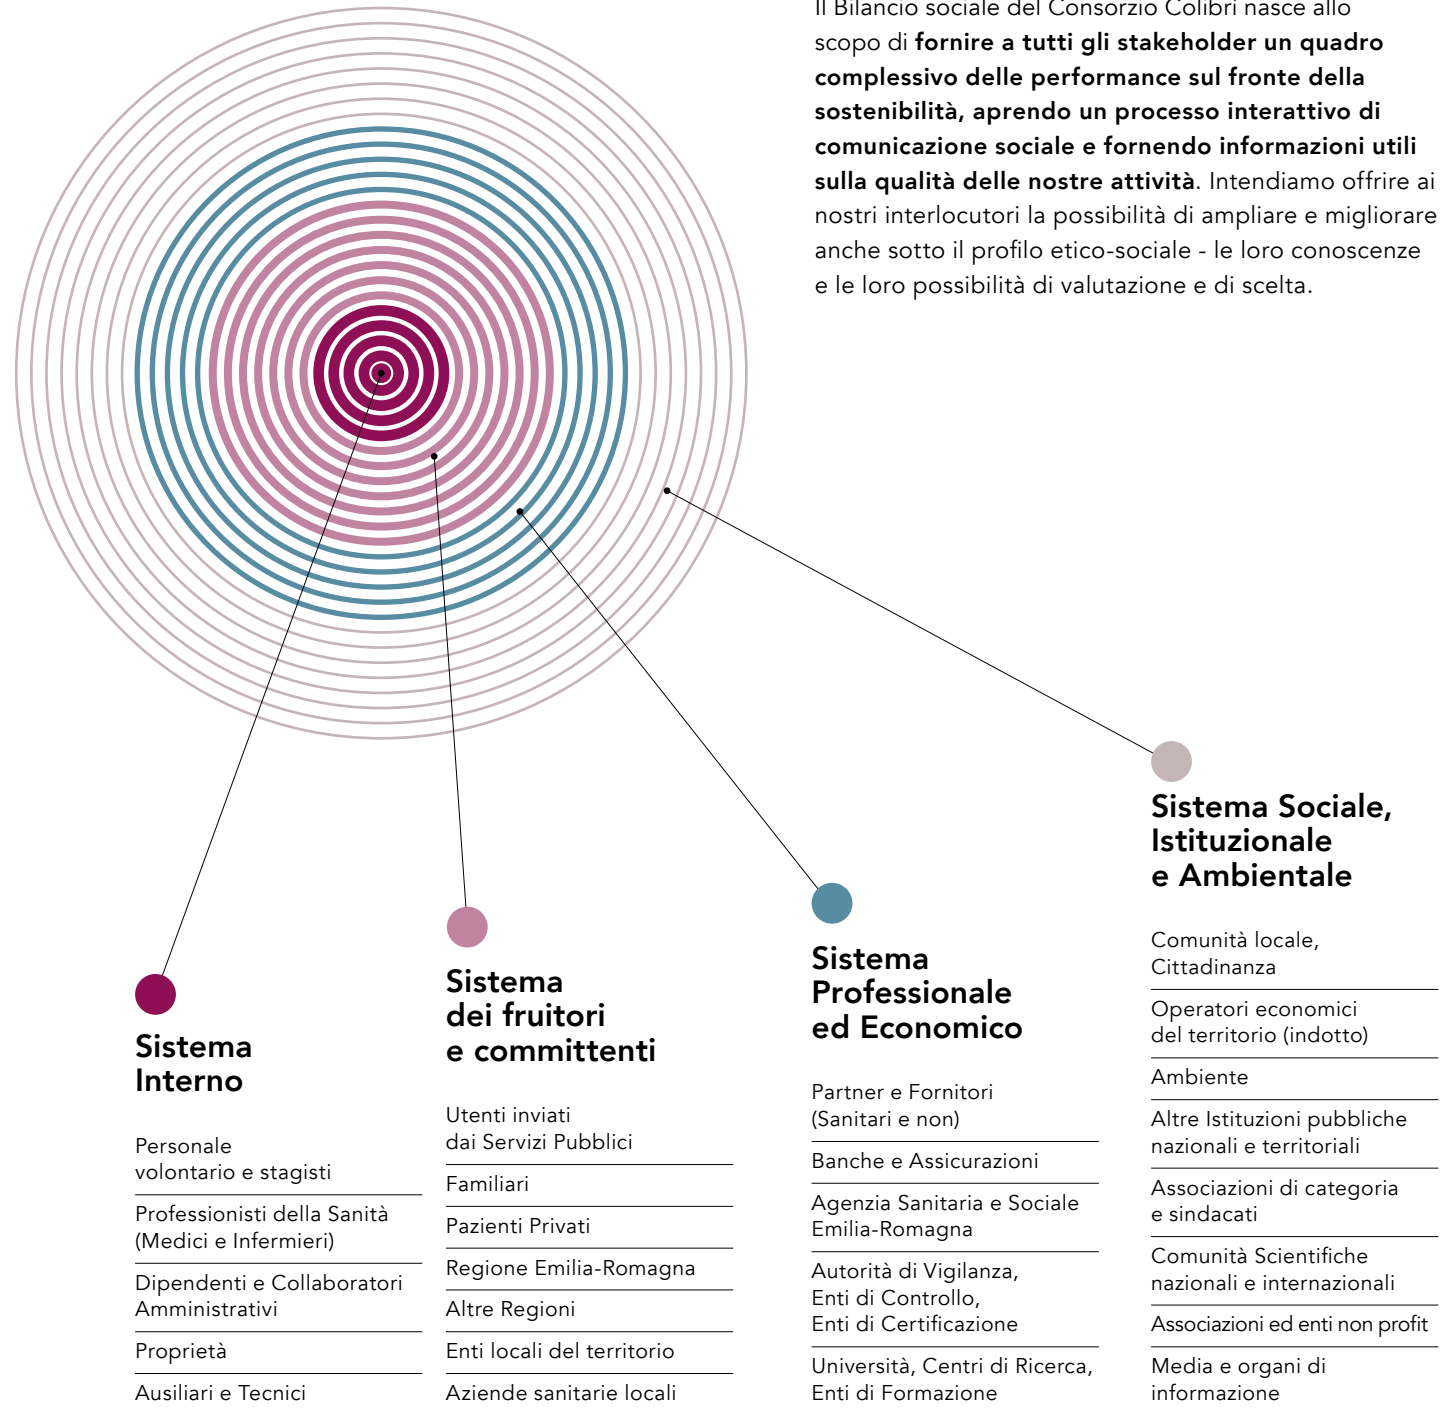 Il Bilancio sociale del Consorzio Colibrì nasce allo
scopo di fornire a tutti gli stakeholder un quadro
complessivo delle performance sul fronte della
sostenibilità, aprendo un processo interattivo di
comunicazione sociale e fornendo informazioni utili
sulla qualità delle nostre attività. Intendiamo offrire ai
nostri interlocutori la possibilità di ampliare e migliorare
anche sotto il profilo etico-sociale - le loro conoscenze
e le loro possibilità di valutazione e di scelta.
Sistema
Interno
Personale
volontario e stagisti
Professionisti della Sanità
(Medici e Infermieri)
Dipendenti e Collaboratori
Amministrativi
Proprietà
Ausiliari e Tecnici
Sistema
dei fruitori
e committenti
Utenti inviati
dai Servizi Pubblici
Familiari
Pazienti Privati
Regione Emilia-Romagna
Altre Regioni
Enti locali del territorio
Aziende sanitarie locali
Sistema
Professionale
ed Economico
Partner e Fornitori
(Sanitari e non)
Banche e Assicurazioni
Agenzia Sanitaria e Sociale
Emilia-Romagna
Autorità di Vigilanza,
Enti di Controllo,
Enti di Certificazione
Università, Centri di Ricerca,
Enti di Formazione
Sistema Sociale,
Istituzionale
e Ambientale
Comunità locale,
Cittadinanza
Operatori economici
del territorio (indotto)
Ambiente
Altre Istituzioni pubbliche
nazionali e territoriali
Associazioni di categoria
e sindacati
Comunità Scientifiche
nazionali e internazionali
Associazioni ed enti non profit
Media e organi di
informazione